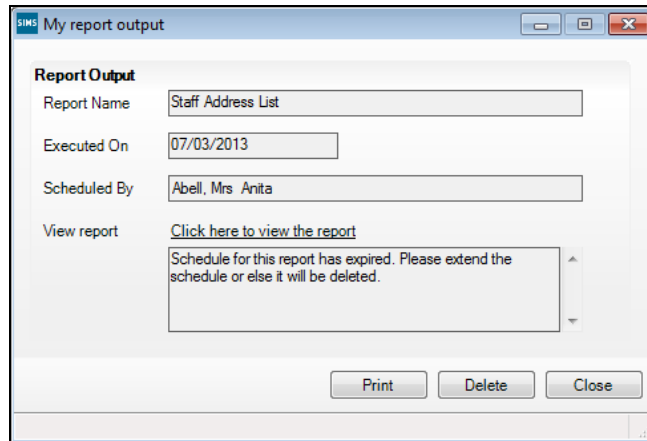 SIMS My report output
Report Output
Report Name Staff Address List
Executed On 07/03/2013
Scheduled By Abell, Mrs  Anita
View report Click here to view the report
Schedule for this report has expired. Please extend the
schedule or else it will be deleted.
Print Delete Close